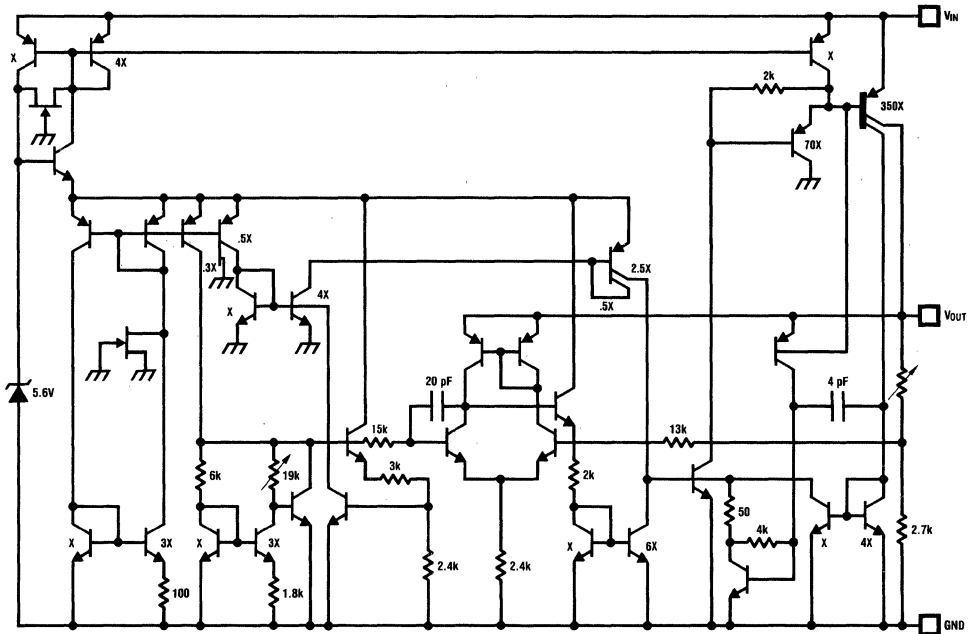 VIN
X
4X
X
2k
350X
70X
.5X
.3X
X
4X
2.5X
.5X
VOUT
5.6V
20 pF
4 pF
15k
13k
6k
19k
3k
2k
50
4k
X
3X
X
3X
X
6X
X
4X
2.7k
100
1.8k
2.4k
2.4k
GND